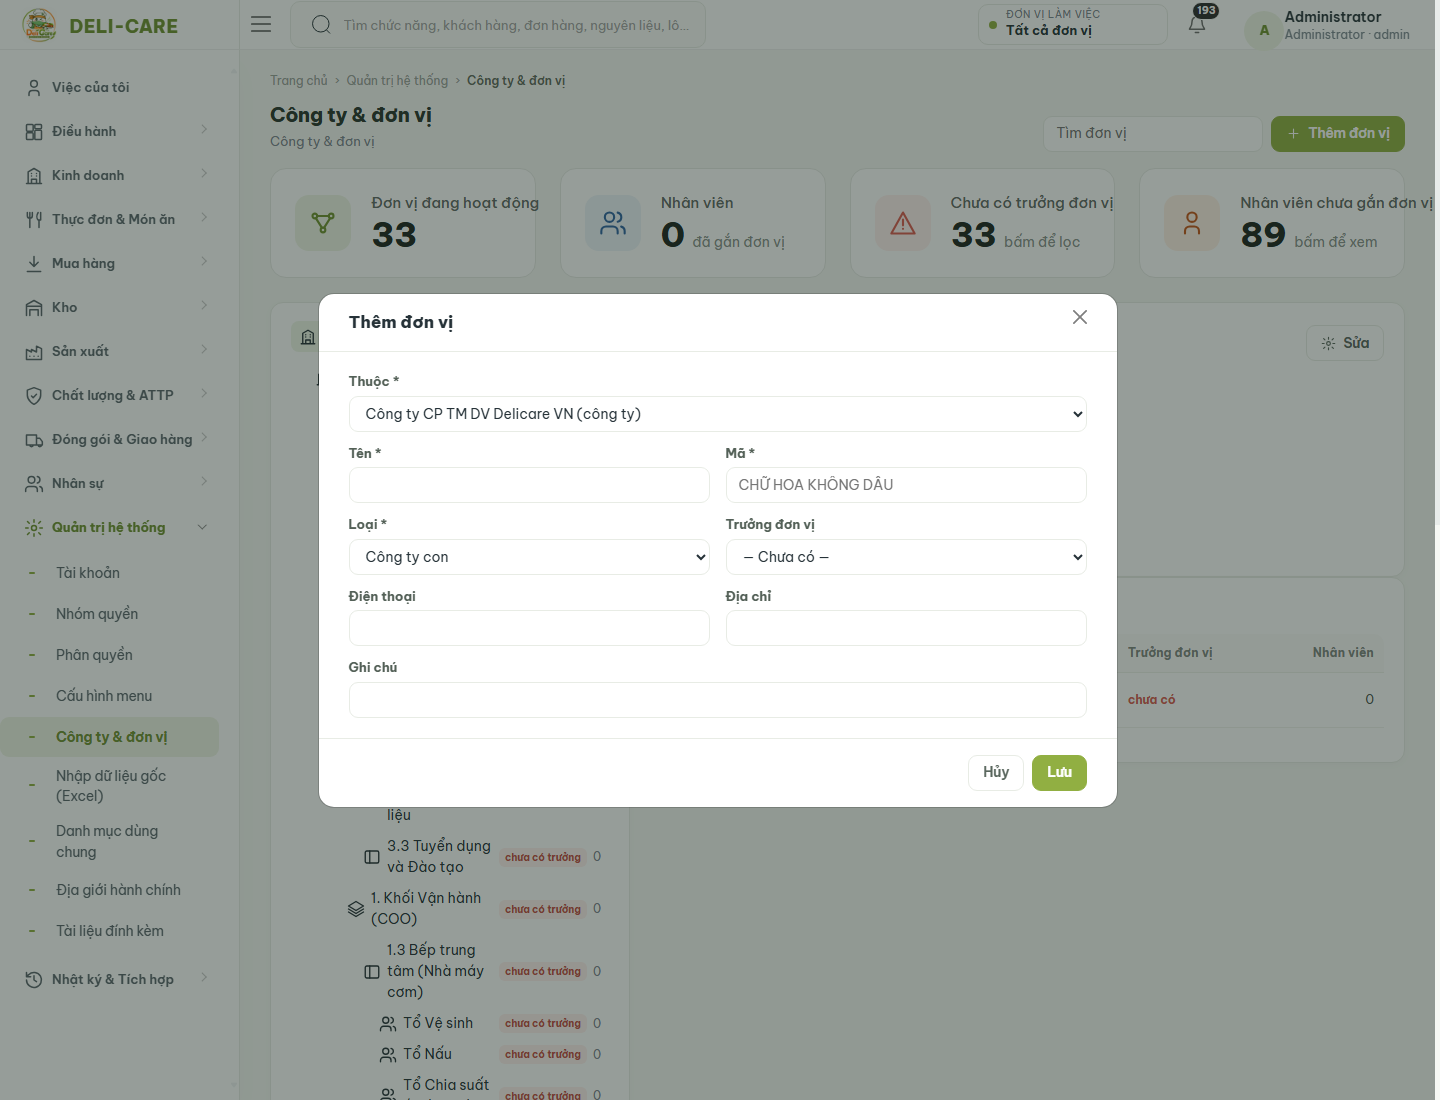 DELI-CARE
Tìm chức năng, khách hàng, đơn hàng, nguyên liệu, lô...
ĐƠN VỊ LÀM VIỆC
Tất cả đơn vị
193
A
Administrator
Administrator · admin
Việc của tôi
Điều hành
Kinh doanh
Thực đơn & Món ăn
Mua hàng
Kho
Sản xuất
Chất lượng & ATTP
Đóng gói & Giao hàng
Nhân sự
Quản trị hệ thống
Tài khoản
Nhóm quyền
Phân quyền
Cấu hình menu
Công ty & đơn vị
Nhập dữ liệu gốc
(Excel)
Danh mục dùng
chung
Địa giới hành chính
Tài liệu đính kèm
Nhật ký & Tích hợp
Trang chủ › Quản trị hệ thống › Công ty & đơn vị
Công ty & đơn vị
Công ty & đơn vị
Tìm đơn vị
+ Thêm đơn vị
Đơn vị đang hoạt động
33
Nhân viên
0 đã gắn đơn vị
Chưa có trưởng đơn vị
33 bấm để lọc
Nhân viên chưa gắn đơn vị
89 bấm để xem
Sửa
Thêm đơn vị
Thuộc *
Công ty CP TM DV Delicare VN (công ty)
Tên *
Mã *
CHỮ HOA KHÔNG DẤU
Loại *
Trưởng đơn vị
Công ty con
— Chưa có —
Điện thoại
Địa chỉ
Ghi chú
Hủy
Lưu
Trưởng đơn vị
Nhân viên
chưa có
0
liệu
3.3 Tuyển dụng
và Đào tạo
chưa có trưởng 0
1. Khối Vận hành
(COO)
chưa có trưởng 0
1.3 Bếp trung
tâm (Nhà máy
cơm)
chưa có trưởng 0
Tổ Vệ sinh chưa có trưởng 0
Tổ Nấu chưa có trưởng 0
Tổ Chia suất
chưa có trưởng 0